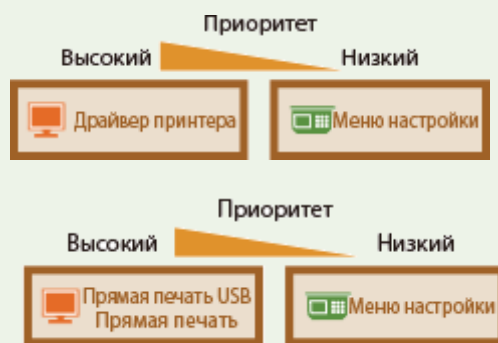 Приоритет
Высокий Низкий
Драйвер принтера Меню настройки
Приоритет
Высокий Низкий
Прямая печать USB
Прямая печать Меню настройки